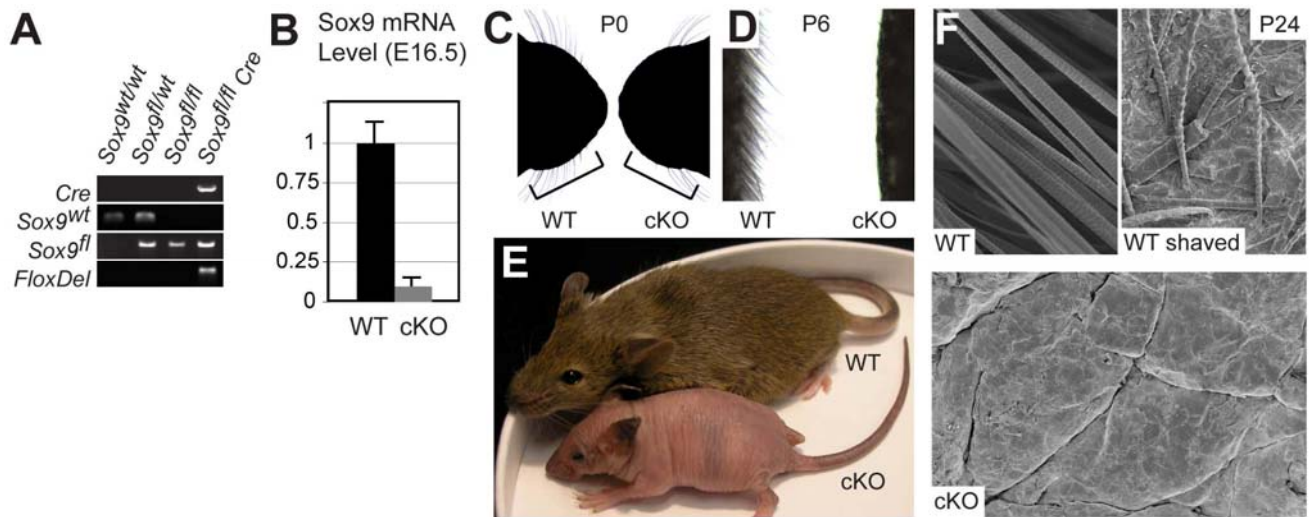 A
Sox9wt/wt
Sox9fl/wt
Sox9fl/fl
Sox9fl/fl Cre
Cre
Sox9wt
Sox9fl
FloxDel
B
Sox9 mRNA
Level (E16.5)
1
0.75
0.5
0.25
0
WT cKO
C
P0
WT
cKO
D
P6
WT
cKO
E
WT
cKO
F
P24
WT
WT shaved
cKO